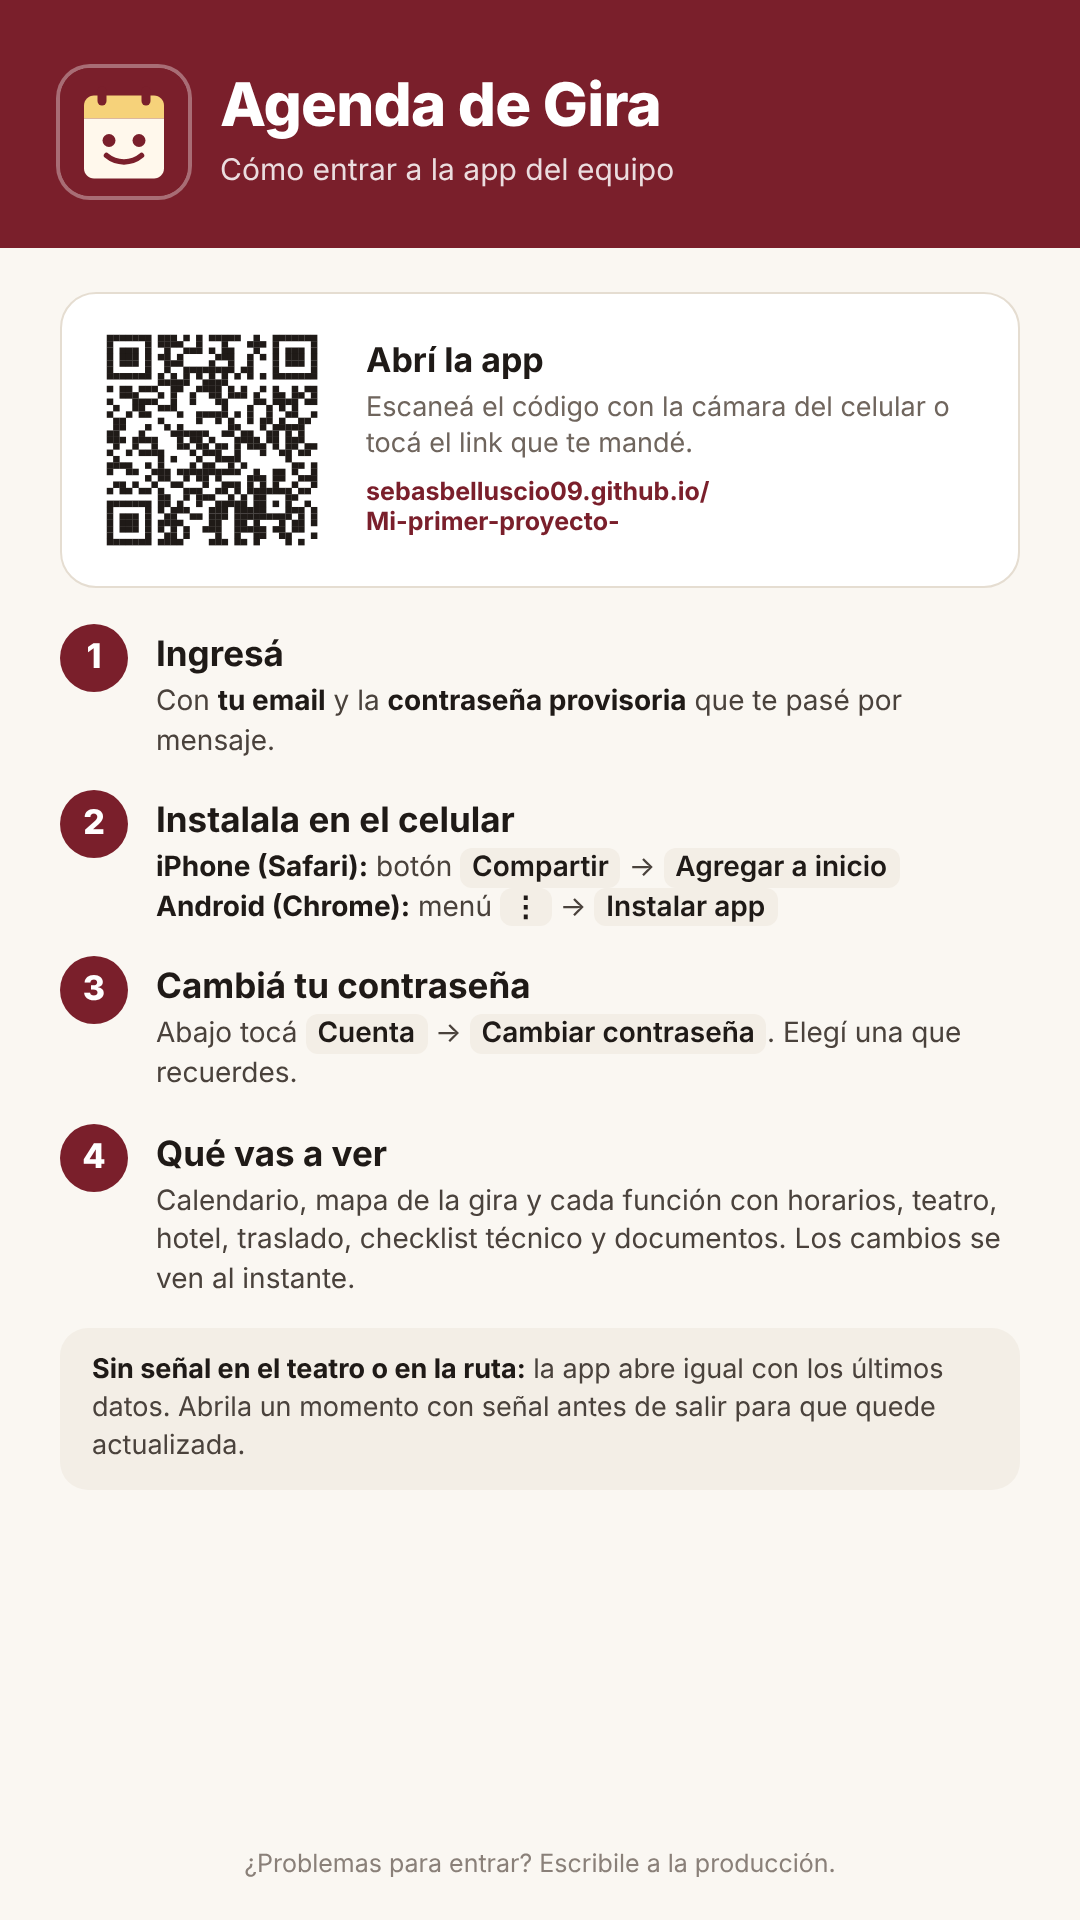 Agenda de Gira
Cómo entrar a la app del equipo
Abrí la app
Escaneá el código con la cámara del celular o
tocá el link que te mandé.
sebasbelluscio09.github.io/
Mi-primer-proyecto-
1
Ingresá
Con tu email y la contraseña provisoria que te pasé por
mensaje.
2
Instalala en el celular
iPhone (Safari): botón Compartir → Agregar a inicio
Android (Chrome): menú ⋮ → Instalar app
3
Cambiá tu contraseña
Abajo tocá Cuenta → Cambiar contraseña. Elegí una que
recuerdes.
4
Qué vas a ver
Calendario, mapa de la gira y cada función con horarios, teatro,
hotel, traslado, checklist técnico y documentos. Los cambios se
ven al instante.
Sin señal en el teatro o en la ruta: la app abre igual con los últimos
datos. Abrila un momento con señal antes de salir para que quede
actualizada.
¿Problemas para entrar? Escribile a la producción.